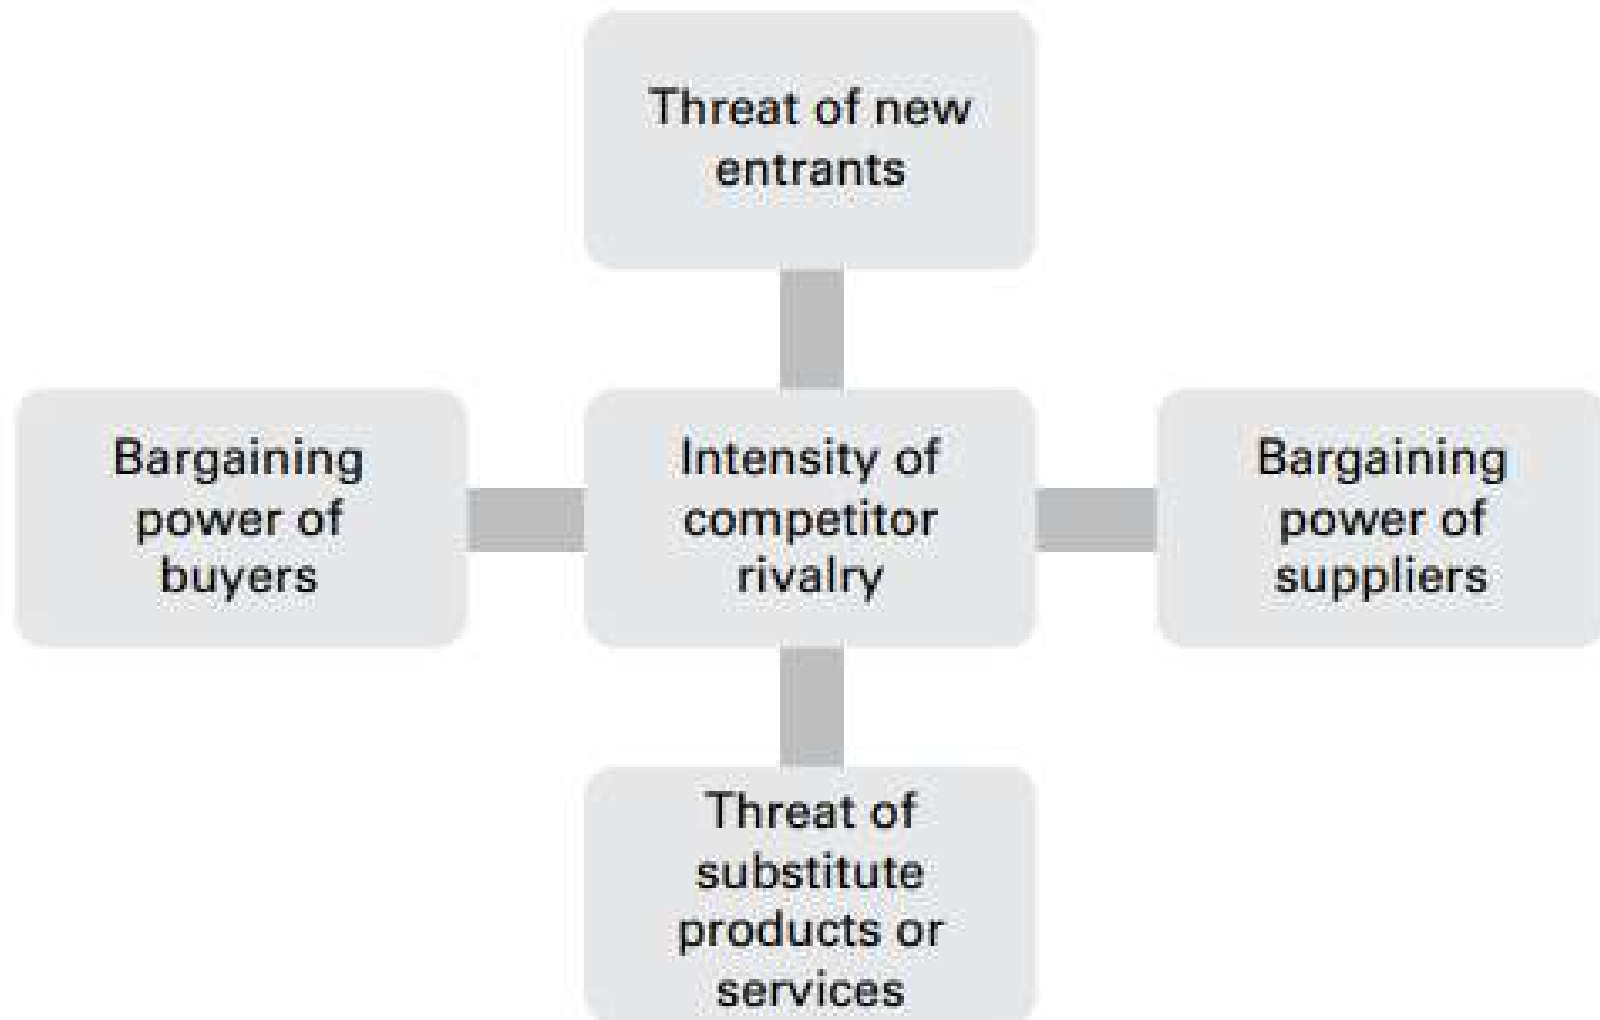 Threat of new
entrants
Bargaining
power of
buyers
Intensity of
competitor
rivalry
Bargaining
power of
suppliers
Threat of
substitute
products or
services